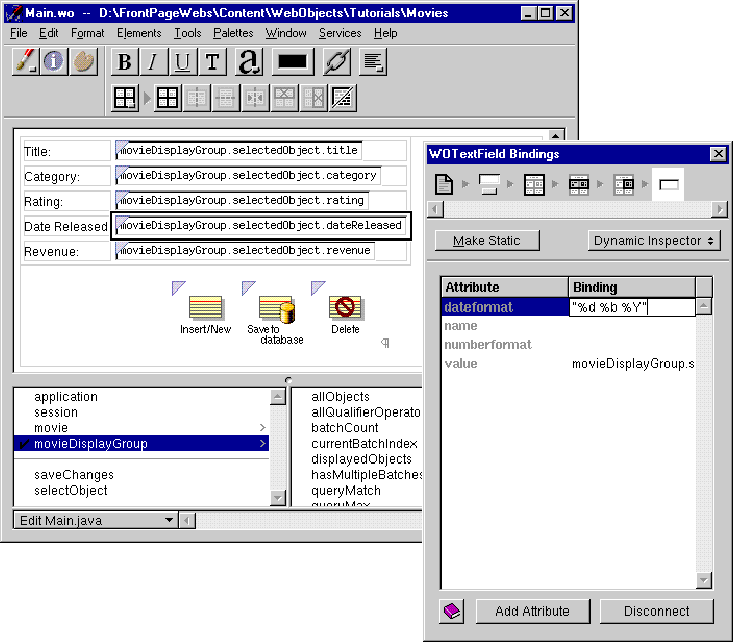 Main.wo -- D:\FrontPageWebs\Content\WebObjects\Tutorials\Movies
File Edit Format Elements Tools Palettes Window Services Help
B I U T a
Title: movieDisplayGroup.selectedObject.title
Category: movieDisplayGroup.selectedObject.category
Rating: movieDisplayGroup.selectedObject.rating
Date Released movieDisplayGroup.selectedObject.dateReleased
Revenue: movieDisplayGroup.selectedObject.revenue
Insert/New Save to Delete
database
¶
application
session
movie >
movieDisplayGroup >
saveChanges
selectObject
allObjects
allQualifierOperato
batchCount
currentBatchIndex
displayedObjects
hasMultipleBatches
queryMatch
queryMax
Edit Main.java
WOTextField Bindings
Make Static Dynamic Inspector
Attribute Binding
dateformat "%d %b %Y"
name
numberformat
value movieDisplayGroup.s
Add Attribute Disconnect